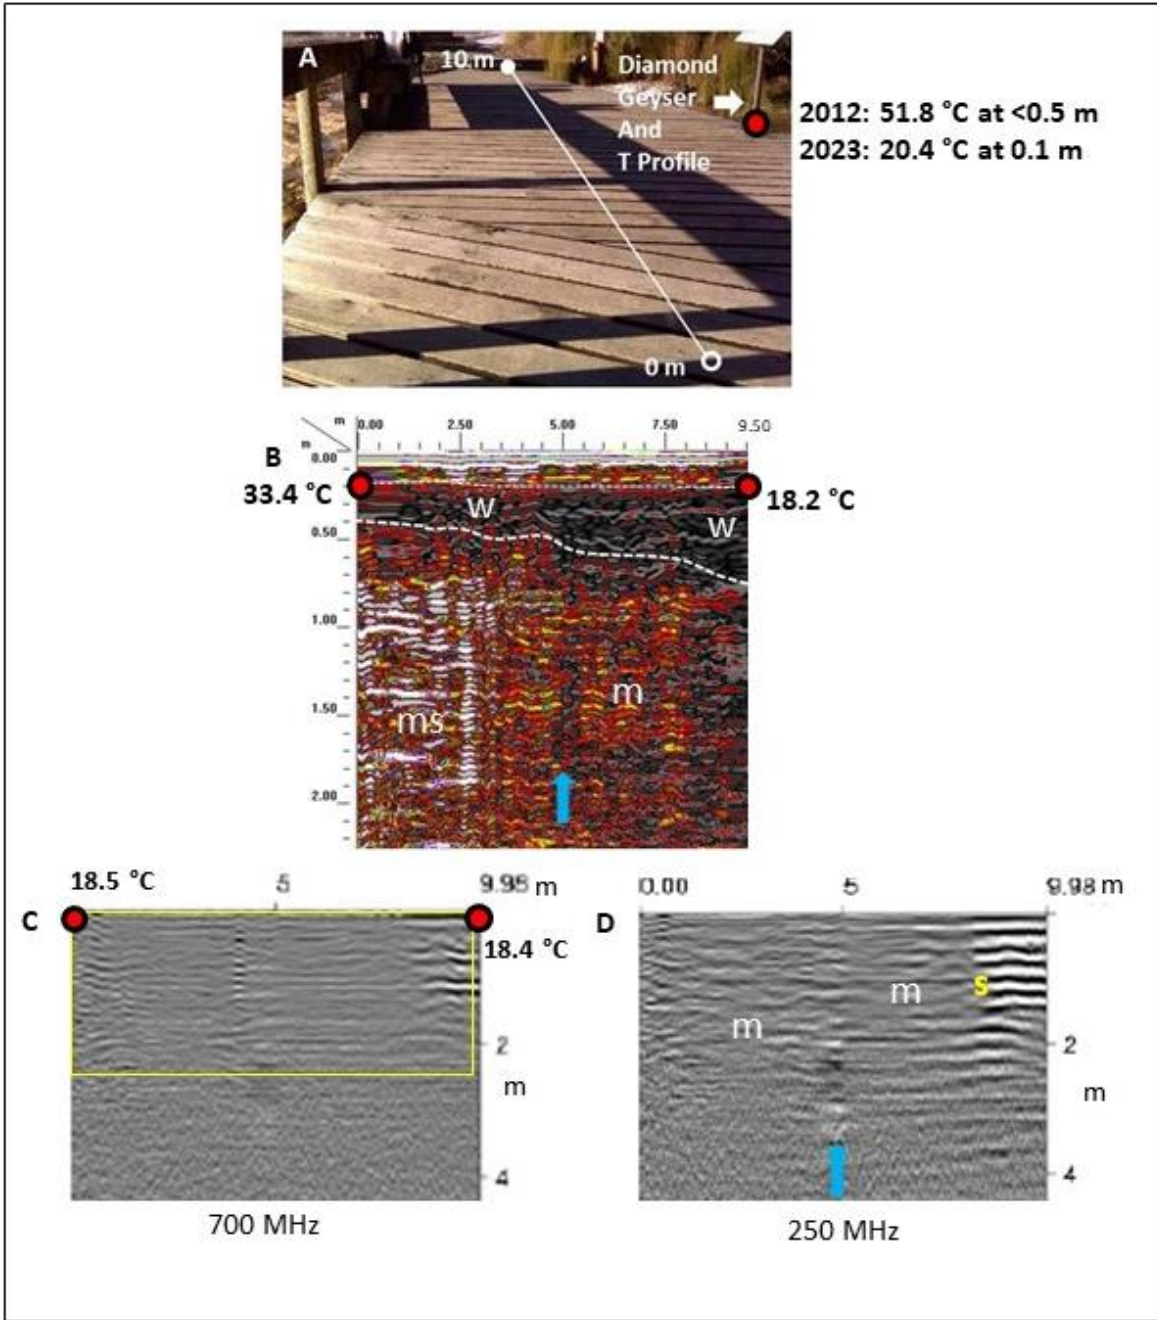 A
10 m
Diamond
Geyser
And
T Profile
0 m
2012: 51.8 °C at <0.5 m
2023: 20.4 °C at 0.1 m
B
m 0.00 2.50 5.00 7.50 9.50
m
0.00
33.4 °C
18.2 °C
w
w
0.50
1.00
m
1.50
ms
2.00
18.5 °C
5
9.98 m
C
18.4 °C
2
m
4
700 MHz
0.00 5 9.98 m
D
s
m
m
2
m
4
250 MHz